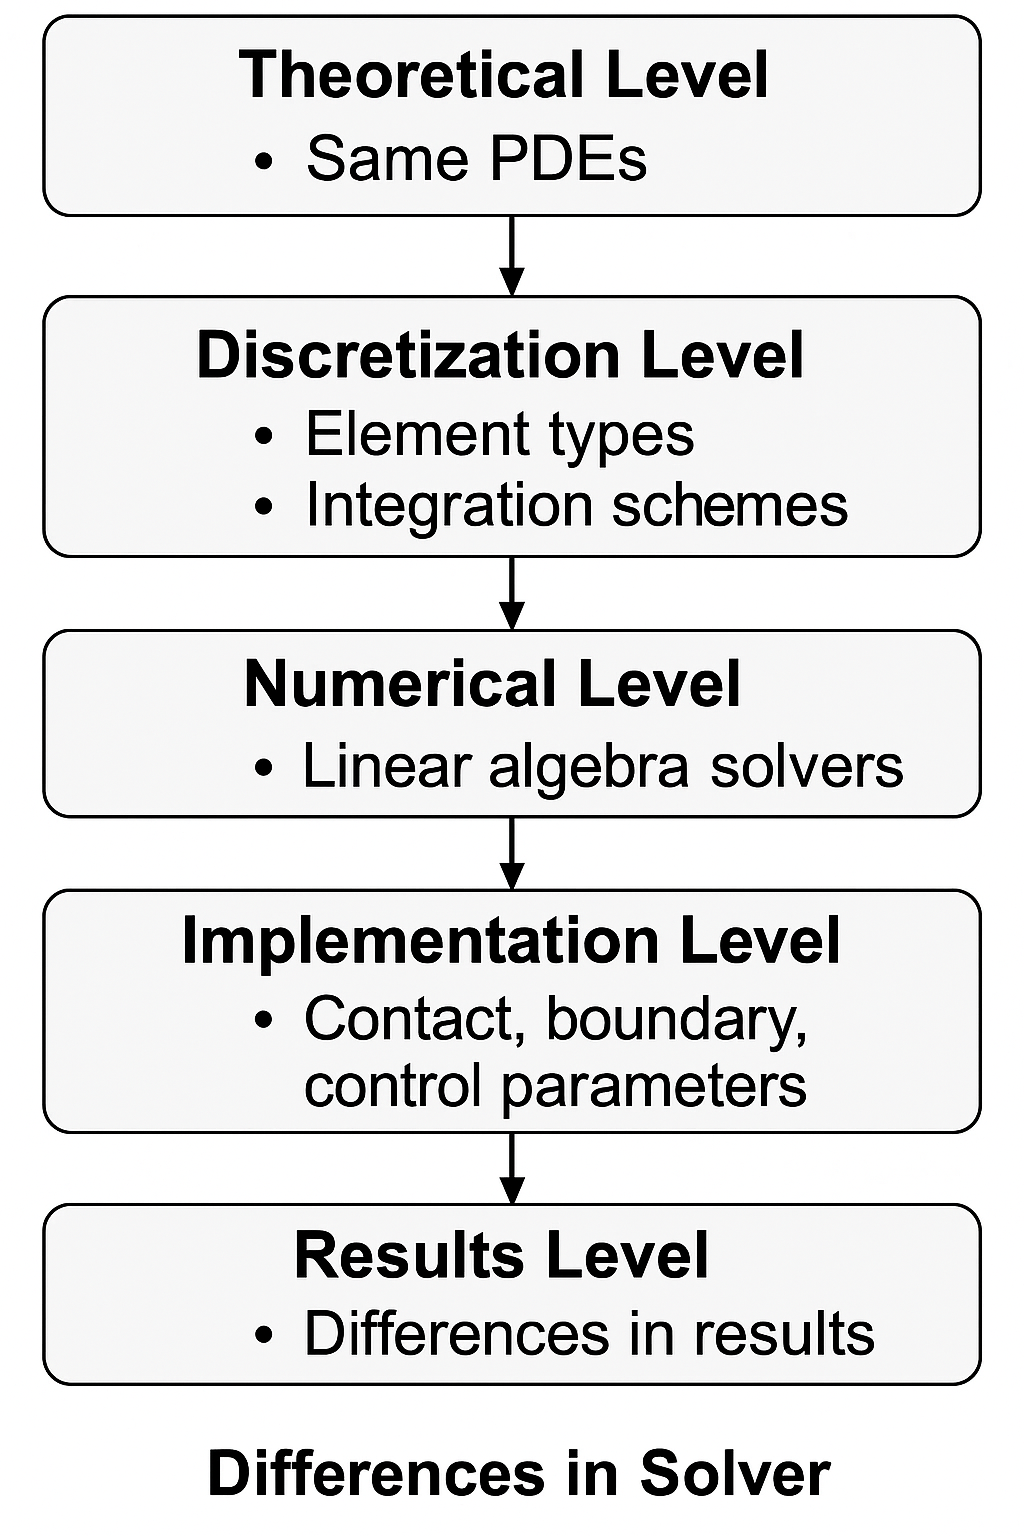 Theoretical Level
• Same PDEs
Discretization Level
• Element types
• Integration schemes
Numerical Level
• Linear algebra solvers
Implementation Level
• Contact, boundary,
control parameters
Results Level
• Differences in results
Differences in Solver